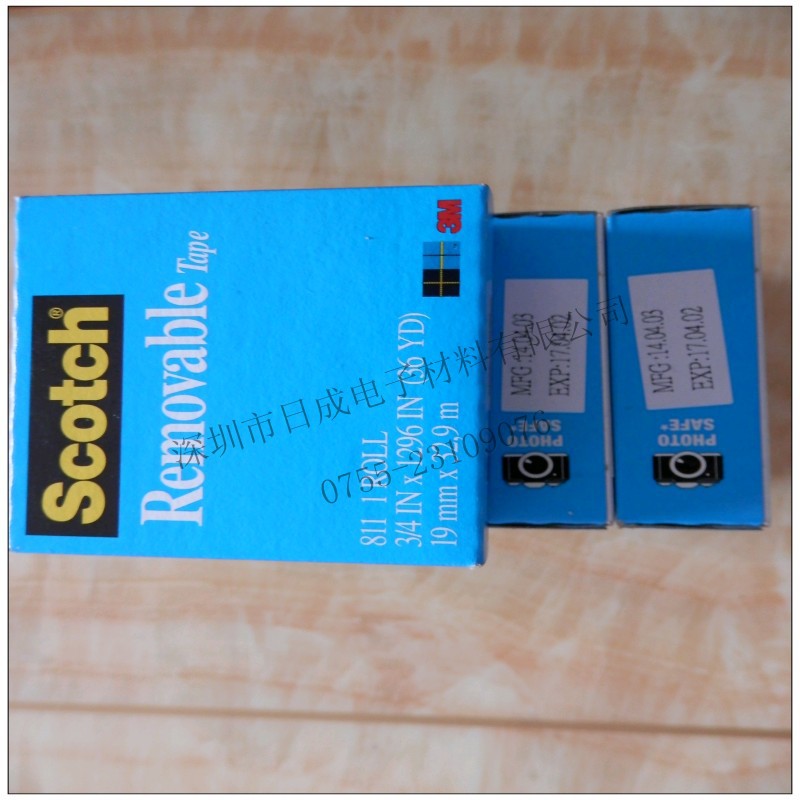 Scotch®
Removable Tape
3M
811 1 ROLL
3/4 IN x 1296 IN (36 YD)
19 mm x 32,9 m
MFG:14.04.03
EXP:17.04.02
PHOTO
SAFE*
MFG:14.04.03
EXP:17.04.02
PHOTO
SAFE*
深圳市日成电子材料有限公司
0755-23109076